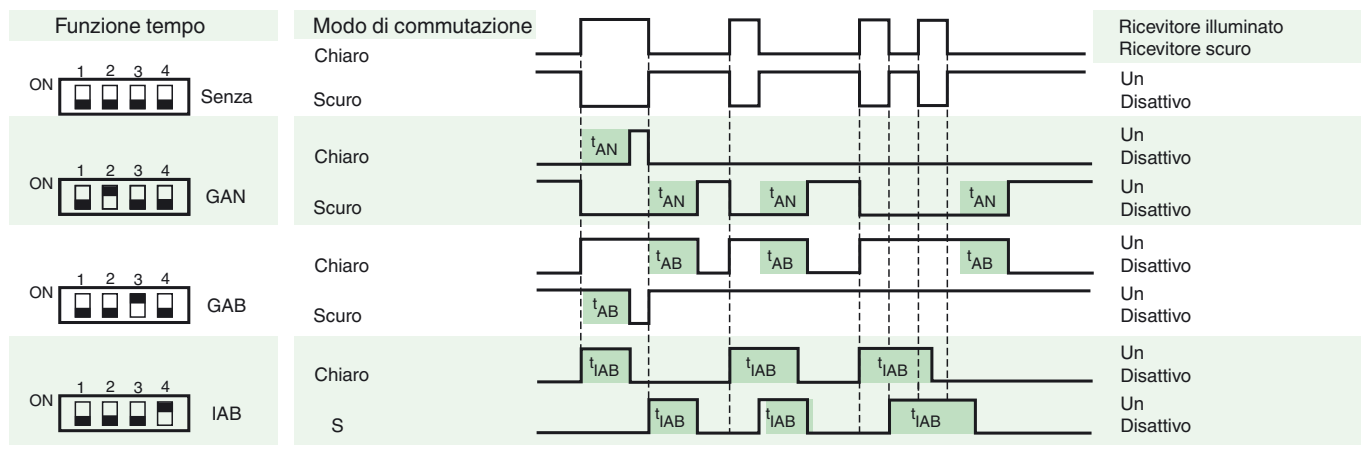 Funzione tempo
Modo di commutazione
Ricevitore illuminato
Ricevitore scuro
Chiaro
ON 1 2 3 4 Senza
Scuro
Un
Disattivo
ON 1 2 3 4 GAN
Chiaro
tAN
Un
Disattivo
Scuro
tAN tAN tAN
Un
Disattivo
ON 1 2 3 4 GAB
Chiaro
tAB tAB tAB
Un
Disattivo
Scuro
tAB
Un
Disattivo
ON 1 2 3 4 IAB
Chiaro
tIAB tIAB tIAB
Un
Disattivo
S
tIAB tIAB tIAB
Un
Disattivo